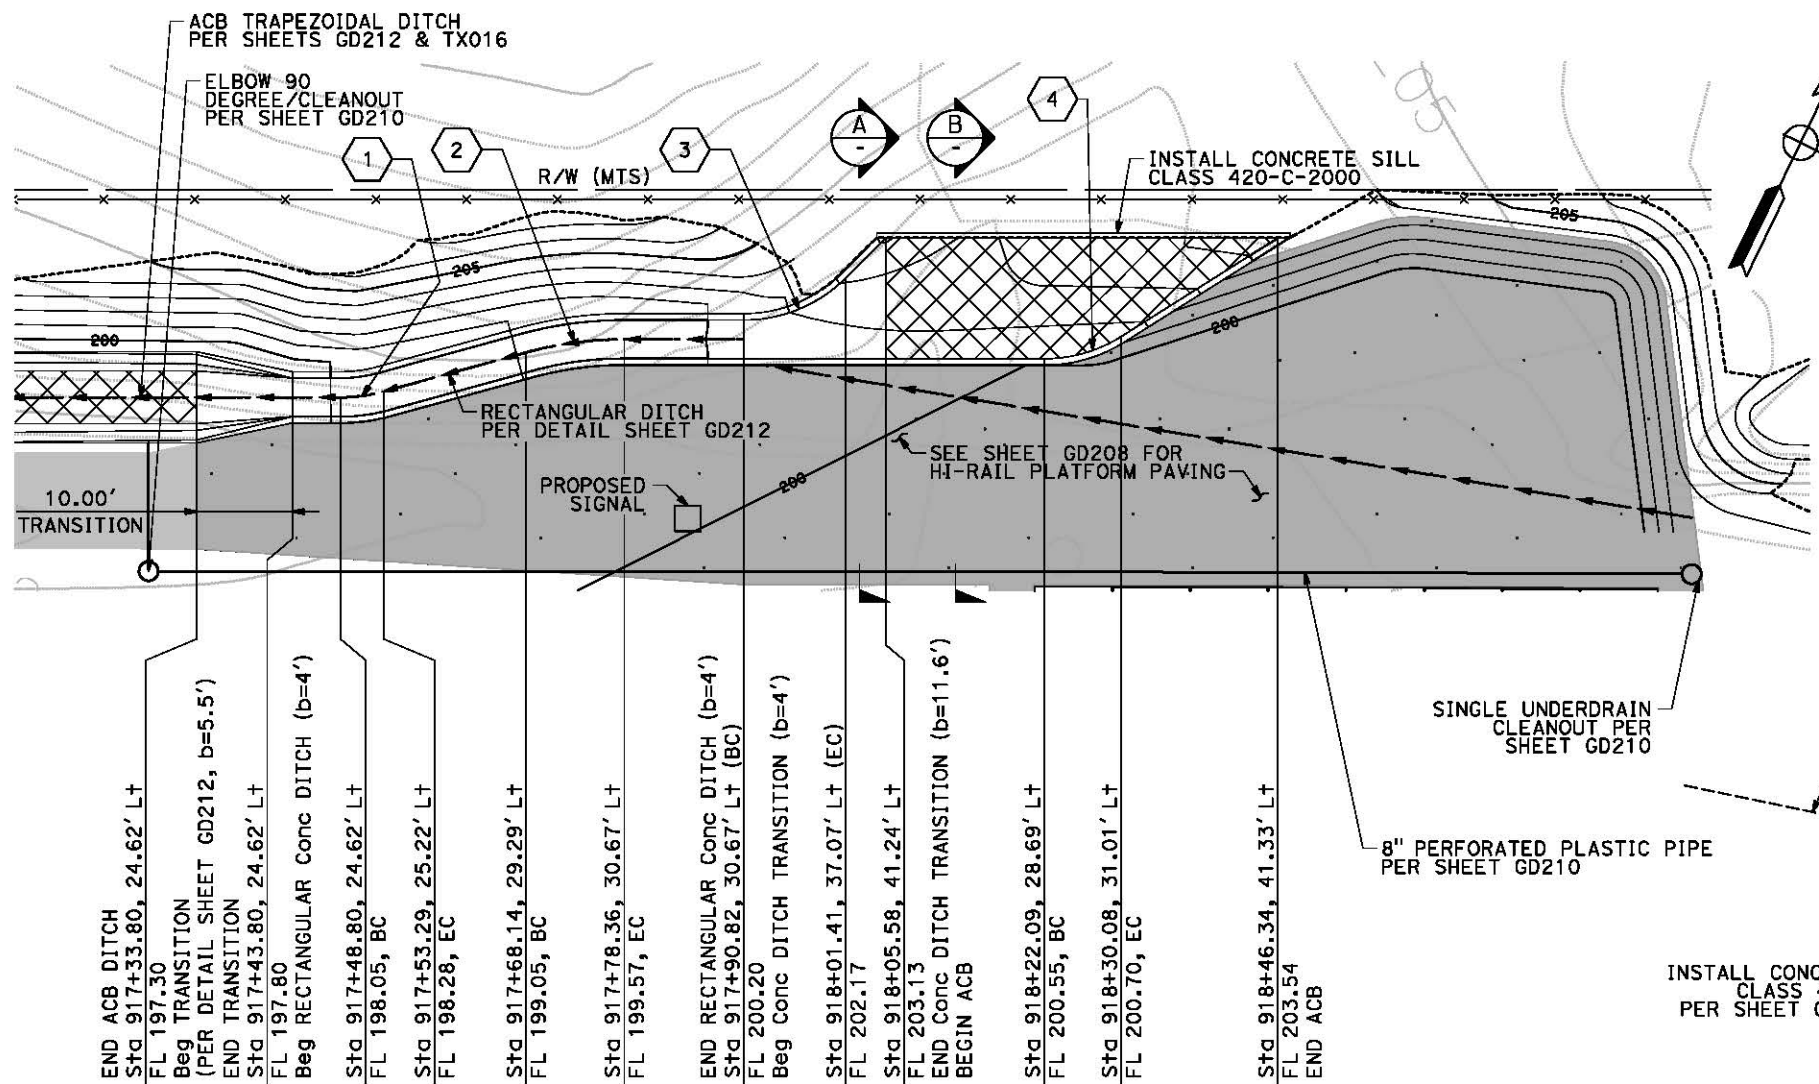 ACB TRAPEZOIDAL DITCH
PER SHEETS GD212 & TX016
ELBOW 90
DEGREE/CLEANOUT
PER SHEET GD210
1
2
3
4
A
-
B
-
R/W (MTS)
INSTALL CONCRETE SILL
CLASS 420-C-2000
205
205
205
200
200
200
RECTANGULAR DITCH
PER DETAIL SHEET GD212
SEE SHEET GD208 FOR
HI-RAIL PLATFORM PAVING
PROPOSED
SIGNAL
10.00'
TRANSITION
SINGLE UNDERDRAIN
CLEANOUT PER
SHEET GD210
8" PERFORATED PLASTIC PIPE
PER SHEET GD210
INSTALL CONC
CLASS
PER SHEET
END ACB DITCH
Sta 917+33.80, 24.62' Lt
FL 197.30
Beg TRANSITION
(PER DETAIL SHEET GD212, b=5.5')
END TRANSITION
Sta 917+43.80, 24.62' Lt
FL 197.80
Beg RECTANGULAR Conc DITCH (b=4')
Sta 917+48.80, 24.62' Lt
FL 198.05, BC
Sta 917+53.29, 25.22' Lt
FL 198.28, EC
Sta 917+68.14, 29.29' Lt
FL 199.05, BC
Sta 917+78.36, 30.67' Lt
FL 199.57, EC
END RECTANGULAR Conc DITCH (b=4')
Sta 917+90.82, 30.67' Lt (BC)
FL 200.20
Beg Conc DITCH TRANSITION (b=4')
Sta 918+01.41, 37.07' Lt (EC)
FL 202.17
Sta 918+05.58, 41.24' Lt
FL 203.13
END Conc DITCH TRANSITION (b=11.6')
BEGIN ACB
Sta 918+22.09, 28.69' Lt
FL 200.55, BC
Sta 918+30.08, 31.01' Lt
FL 200.70, EC
Sta 918+46.34, 41.33' Lt
FL 203.54
END ACB